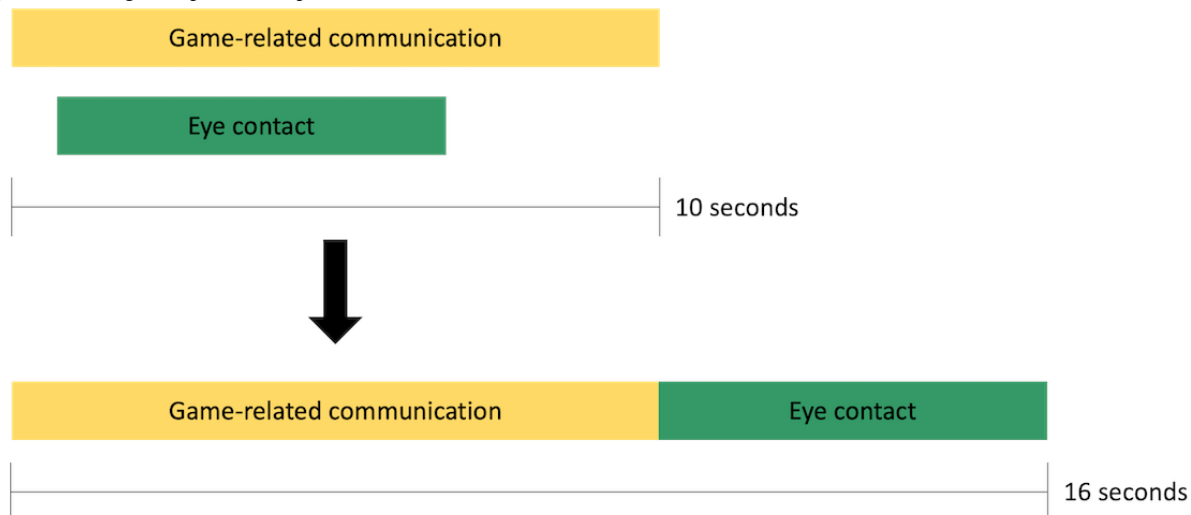 Game-related communication
Eye contact
10 seconds
Game-related communication Eye contact
16 seconds